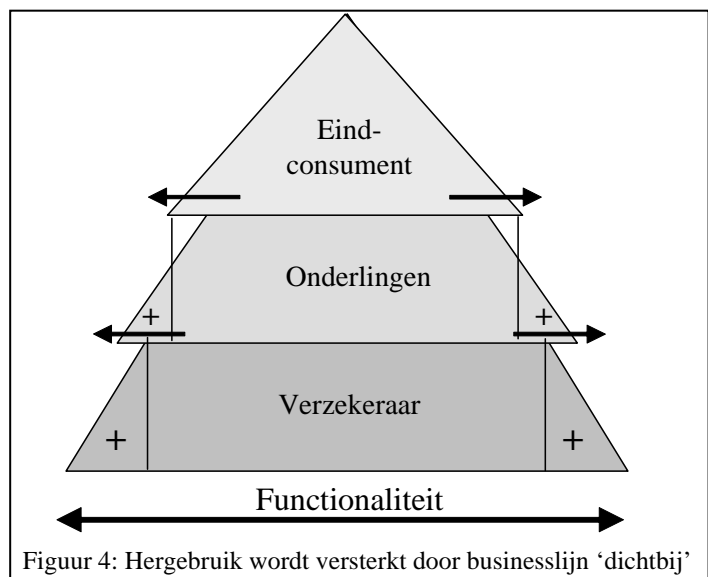 Eind-
consument
Onderlingen
+ +
Verzekeraar
+ +
Functionaliteit
Figuur 4: Hergebruik wordt versterkt door businesslijn ‘dichtbij’